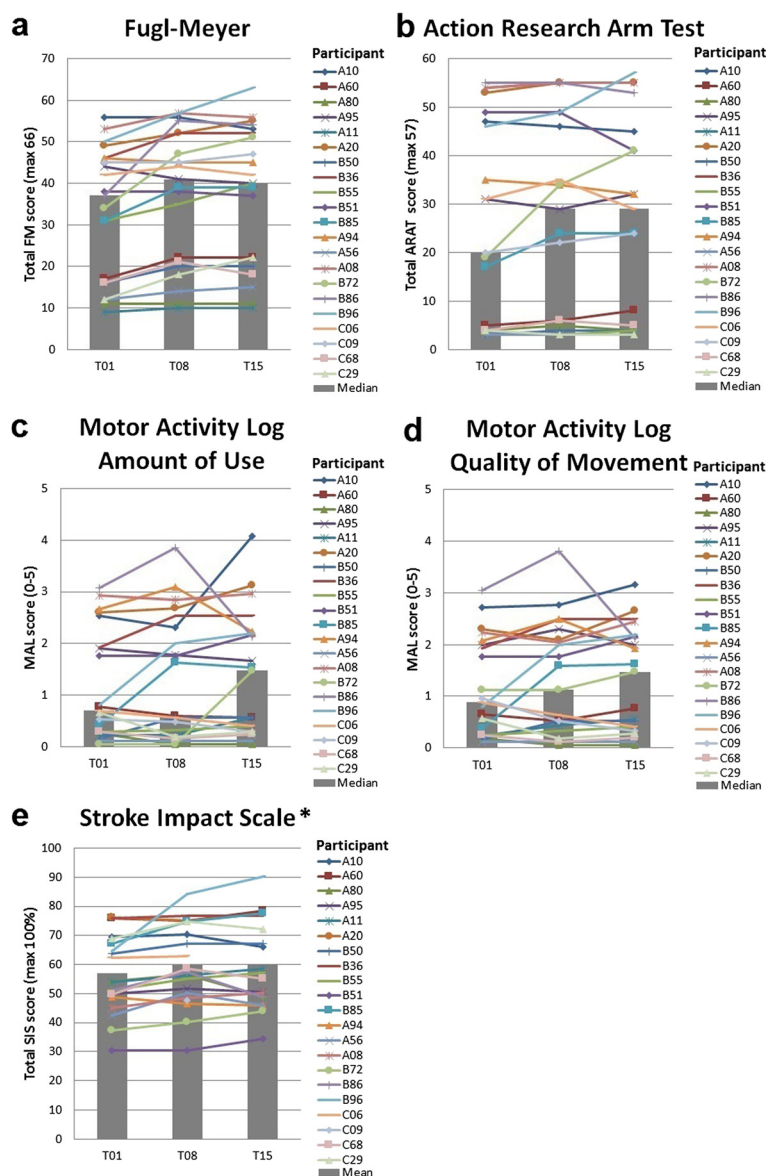 a
Fugl-Meyer
Total FM score (max 66)
70
60
50
40
30
20
10
0
T01 T08 T15
Participant
A10
A60
A80
A95
A11
A20
B50
B36
B55
B51
B85
A94
A56
A08
B72
B86
B96
C06
C09
C68
C29
Median
b
Action Research Arm Test
Total ARAT score (max 57)
60
50
40
30
20
10
0
T01 T08 T15
Participant
A10
A60
A80
A95
A11
A20
B50
B36
B55
B51
B85
A94
A56
A08
B72
B86
B96
C06
C09
C68
C29
Median
c
Motor Activity Log
Amount of Use
MAL score (0-5)
5
4
3
2
1
0
T01 T08 T15
Participant
A10
A60
A80
A95
A11
A20
B50
B36
B55
B51
B85
A94
A56
A08
B72
B86
B96
C06
C09
C68
C29
Median
d
Motor Activity Log
Quality of Movement
MAL score (0-5)
5
4
3
2
1
0
T01 T08 T15
Participant
A10
A60
A80
A95
A11
A20
B50
B36
B55
B51
B85
A94
A56
A08
B72
B86
B96
C06
C09
C68
C29
Median
e
Stroke Impact Scale*
Total SIS score (max 100%)
100
90
80
70
60
50
40
30
20
10
0
T01 T08 T15
Participant
A10
A60
A80
A95
A11
A20
B50
B36
B55
B51
B85
A94
A56
A08
B72
B86
B96
C06
C09
C68
C29
Mean